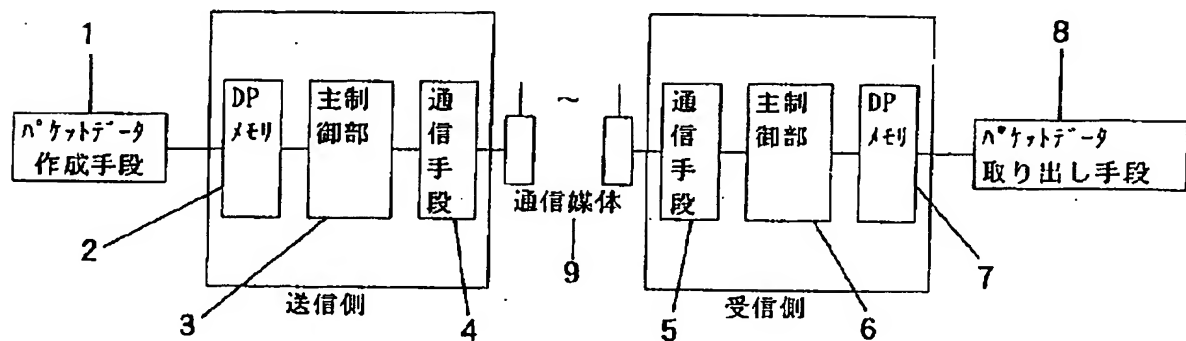 1
ﾊﾟｹｯﾄﾃﾞｰﾀ
作成手段
2
DP
ﾒﾓﾘ
主制
御部
3
通
信
手
段
4
送信側
～
通信媒体
9
通
信
手
段
5
主制
御部
6
DP
ﾒﾓﾘ
7
受信側
8
ﾊﾟｹｯﾄﾃﾞｰﾀ
取り出し手段